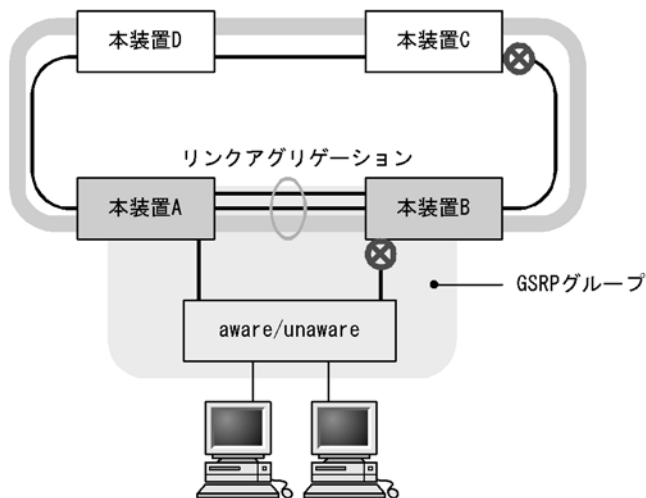 本装置D
本装置C
リンクアグリゲーション
本装置A
本装置B
GSRPグループ
aware/unaware